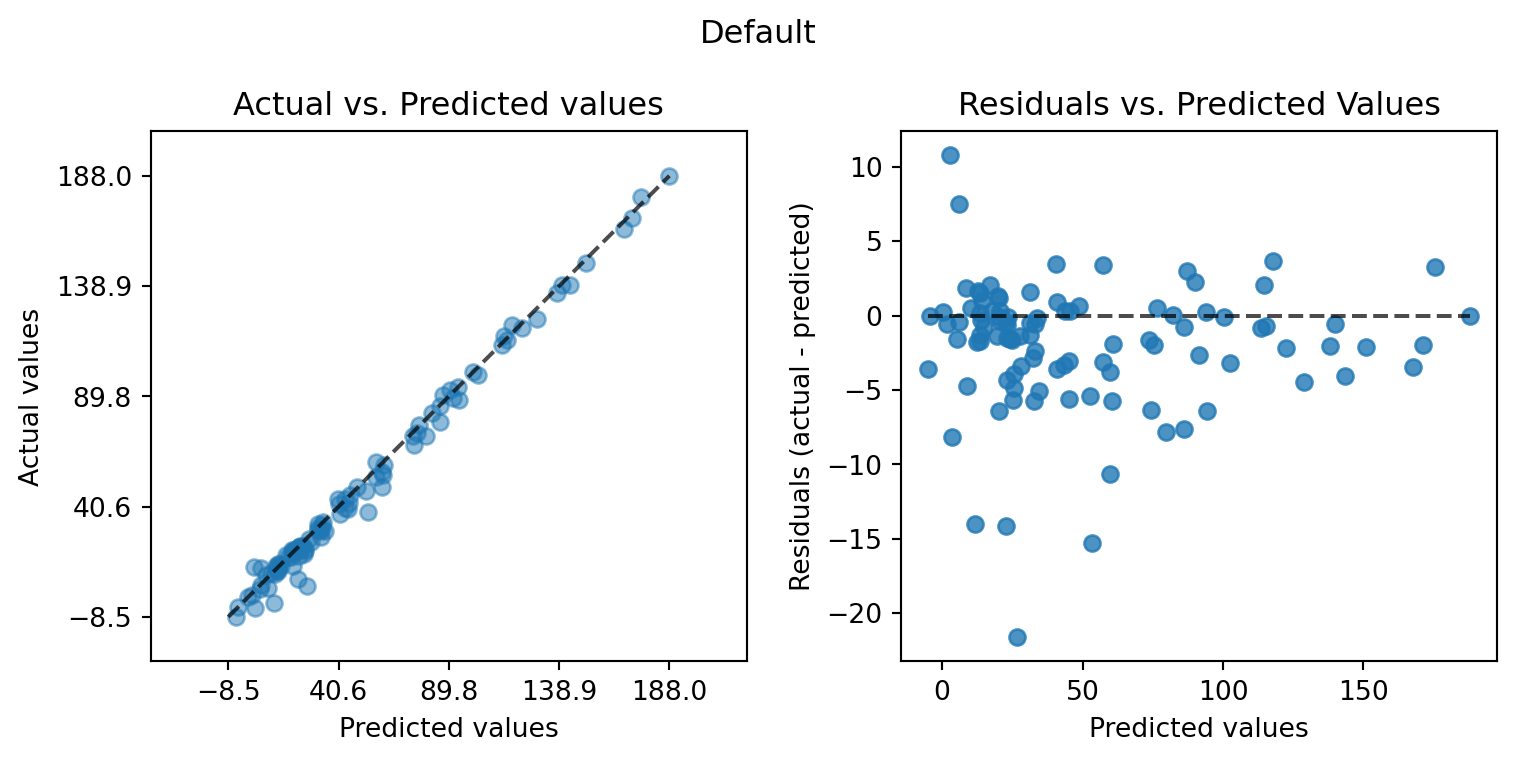 Default
Actual vs. Predicted values
Actual values
188.0
138.9
89.8
40.6
−8.5
−8.5 40.6 89.8 138.9 188.0
Predicted values
Residuals vs. Predicted Values
Residuals (actual - predicted)
10
5
0
−5
−10
−15
−20
0 50 100 150
Predicted values